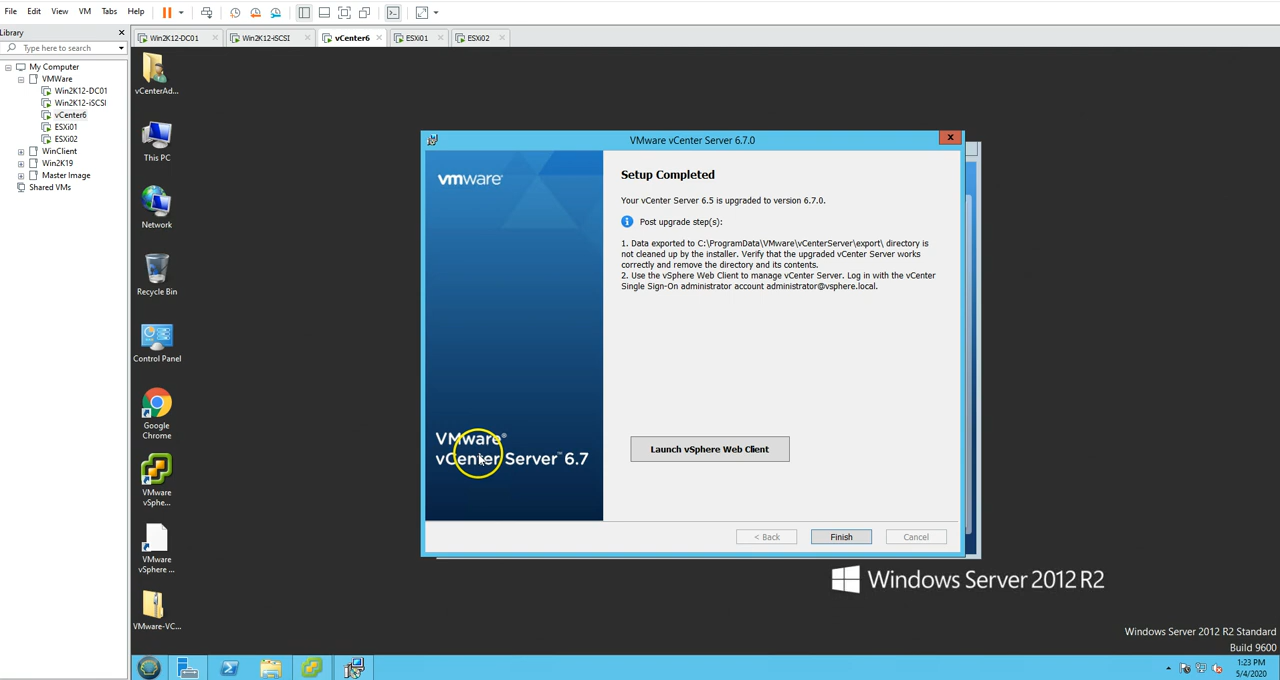 File Edit View VM Tabs Help
Library
Type here to search
My Computer
VMWare
Win2K12-DC01
Win2K12-iSCSI
vCenter6
ESXi01
ESXi02
WinClient
Win2K19
Master Image
Shared VMs
Win2K12-DC01 Win2K12-iSCSI vCenter6 ESXi01 ESXi02
vCenterAd...
This PC
Network
Recycle Bin
Control Panel
Google
Chrome
VMware
vSphe...
VMware
vSphere ...
VMware-VC...
VMware vCenter Server 6.7.0
vmware
Setup Completed
Your vCenter Server 6.5 is upgraded to version 6.7.0.
Post upgrade step(s):
1. Data exported to C:\ProgramData\VMware\vCenterServer\export\ directory is
not cleaned up by the installer. Verify that the upgraded vCenter Server works
correctly and remove the directory and its contents.
2. Use the vSphere Web Client to manage vCenter Server. Log in with the vCenter
Single Sign-On administrator account administrator@vsphere.local.
VMware®
vCenter Server™ 6.7
Launch vSphere Web Client
< Back Finish Cancel
Windows Server 2012 R2
Windows Server 2012 R2 Standard
Build 9600
1:23 PM
5/4/2020